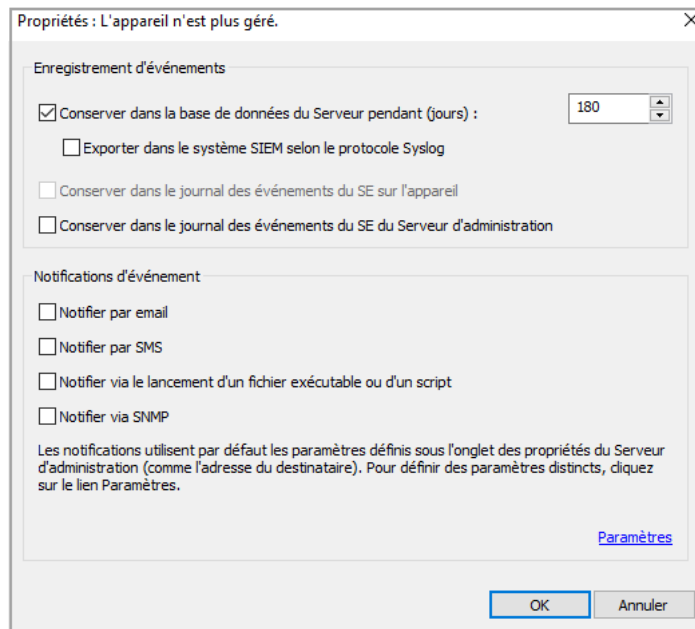 Propriétés : L'appareil n'est plus géré.
Enregistrement d'événements
Conserver dans la base de données du Serveur pendant (jours) : 180
Exporter dans le système SIEM selon le protocole Syslog
Conserver dans le journal des événements du SE sur l'appareil
Conserver dans le journal des événements du SE du Serveur d'administration
Notifications d'événement
Notifier par email
Notifier par SMS
Notifier via le lancement d'un fichier exécutable ou d'un script
Notifier via SNMP
Les notifications utilisent par défaut les paramètres définis sous l'onglet des propriétés du Serveur
d'administration (comme l'adresse du destinataire). Pour définir des paramètres distincts, cliquez
sur le lien Paramètres.
Paramètres
OK Annuler